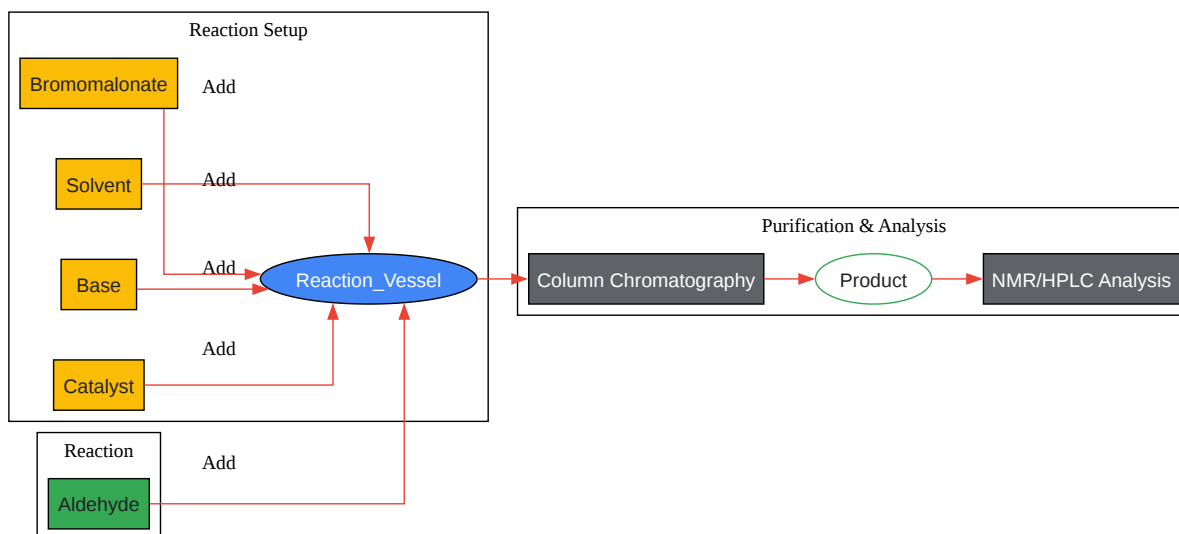 Reaction Setup
Bromomalonate
Add
Solvent
Add
Base
Add
Reaction_Vessel
Catalyst
Add
Reaction
Aldehyde
Add
Purification & Analysis
Column Chromatography
Product
NMR/HPLC Analysis